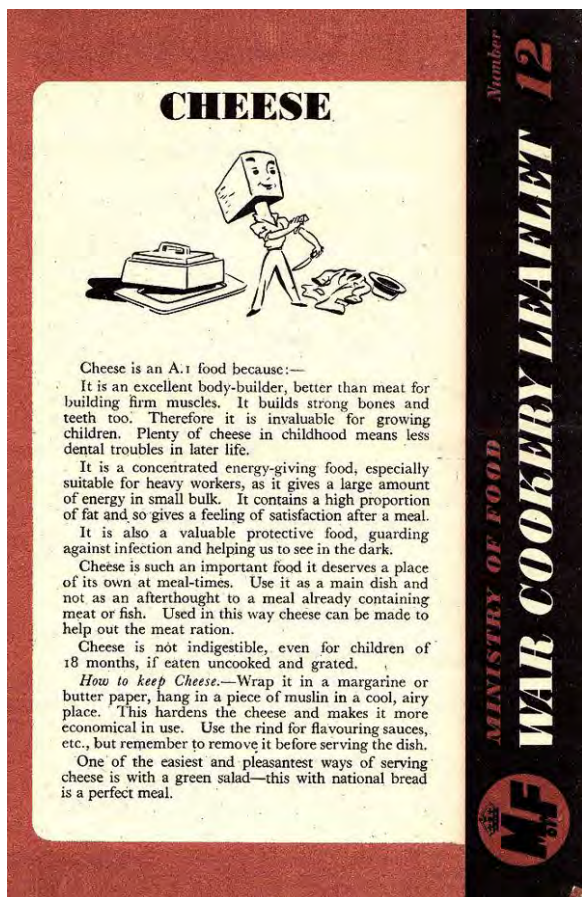 CHEESE
Cheese is an A.1 food because:—
It is an excellent body-builder, better than meat for
building firm muscles. It builds strong bones and
teeth too. Therefore it is invaluable for growing
children. Plenty of cheese in childhood means less
dental troubles in later life.
It is a concentrated energy-giving food, especially
suitable for heavy workers, as it gives a large amount
of energy in small bulk. It contains a high proportion
of fat and so gives a feeling of satisfaction after a meal.
It is also a valuable protective food, guarding
against infection and helping us to see in the dark.
Cheese is such an important food it deserves a place
of its own at meal-times. Use it as a main dish and
not as an afterthought to a meal already containing
meat or fish. Used in this way cheese can be made to
help out the meat ration.
Cheese is not indigestible, even for children of
18 months, if eaten uncooked and grated.
How to keep Cheese.—Wrap it in a margarine or
butter paper, hang in a piece of muslin in a cool, airy
place. This hardens the cheese and makes it more
economical in use. Use the rind for flavouring sauces,
etc., but remember to remove it before serving the dish.
One of the easiest and pleasantest ways of serving
cheese is with a green salad—this with national bread
is a perfect meal.
MINISTRY OF FOOD
WAR COOKERY LEAFLET
Number
12
M OF F